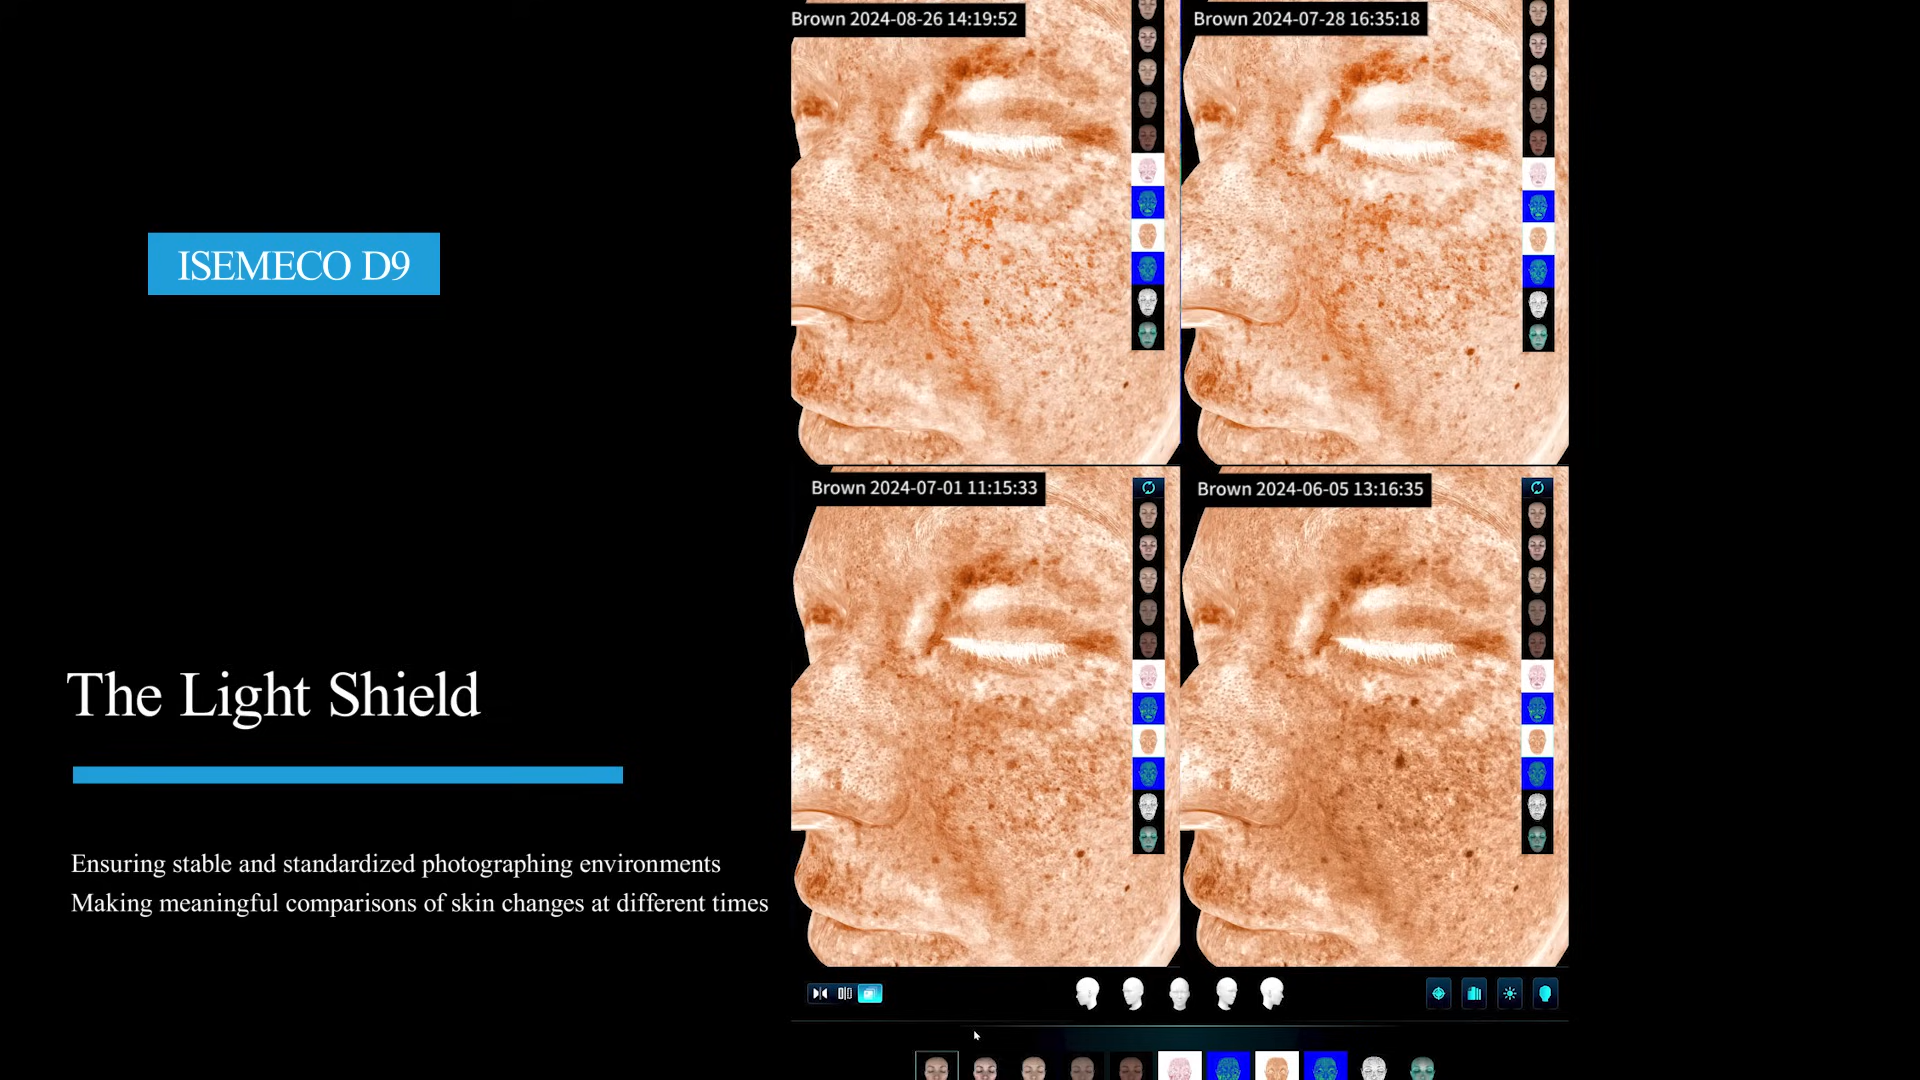 ISEMECO D9
The Light Shield
Ensuring stable and standardized photographing environments
Making meaningful comparisons of skin changes at different times
Brown 2024-08-26 14:19:52
Brown 2024-07-28 16:35:18
Brown 2024-07-01 11:15:33
Brown 2024-06-05 13:16:35